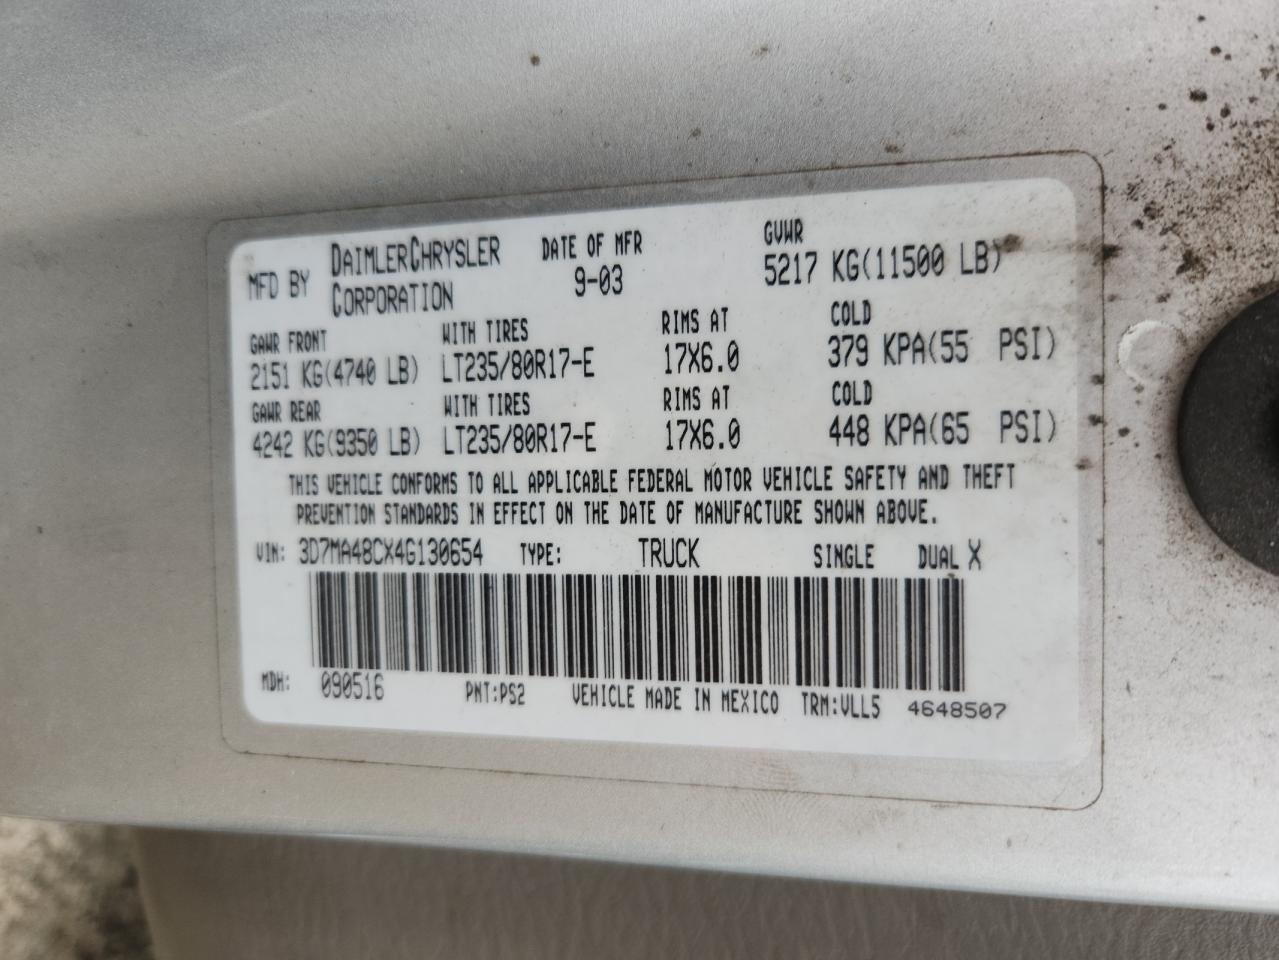 MFD BY DAIMLERCHRYSLER CORPORATION DATE OF MFR 9-03 GVWR 5217 KG(11500 LB)
GAWR FRONT WITH TIRES RIMS AT COLD
2151 KG(4740 LB) LT235/80R17-E 17X6.0 379 KPA(55 PSI)
GAWR REAR WITH TIRES RIMS AT COLD
4242 KG(9350 LB) LT235/80R17-E 17X6.0 448 KPA(65 PSI)
THIS VEHICLE CONFORMS TO ALL APPLICABLE FEDERAL MOTOR VEHICLE SAFETY AND THEFT
PREVENTION STANDARDS IN EFFECT ON THE DATE OF MANUFACTURE SHOWN ABOVE.
VIN: 3D7MA48CX4G130654 TYPE: TRUCK SINGLE DUAL X
MDH: 090516 PNT:PS2 VEHICLE MADE IN MEXICO TRM:VLL5 4648507